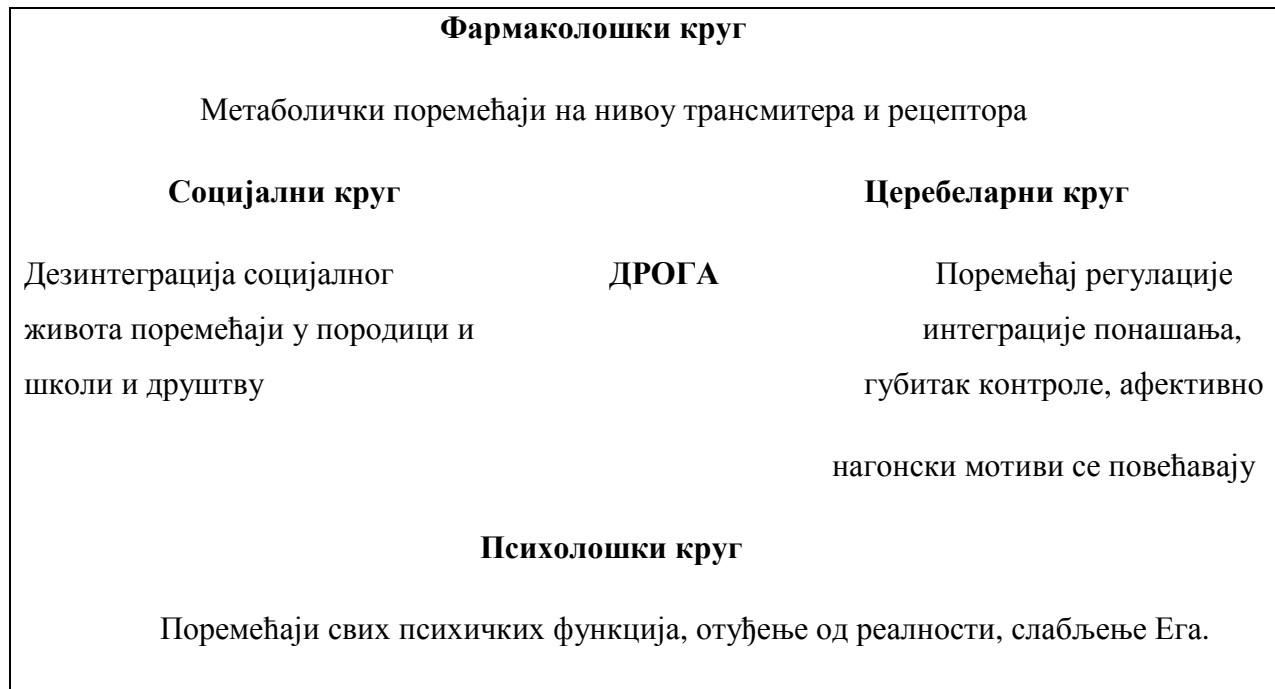 Фармаколошки круг
Метаболички поремећаји на нивоу трансмитера и рецептора
Социјални круг
Церебеларни круг
Дезинтеграција социјалног
живота поремећаји у породици и
школи и друштву
ДРОГА
Поремећај регулације
интеграције понашања,
губитак контроле, афективно
нагонски мотиви се повећавају
Психолошки круг
Поремећаји свих психичких функција, отуђење од реалности, слабљење Ега.